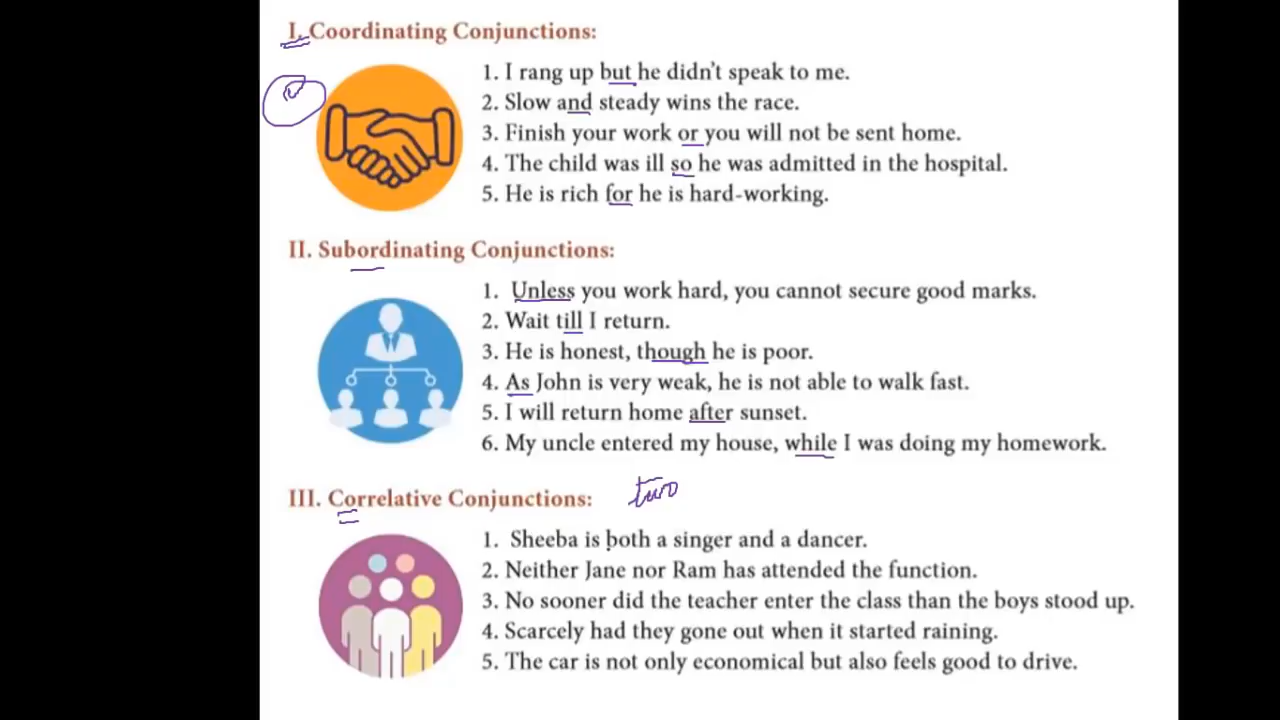 I. Coordinating Conjunctions:
1. I rang up but he didn't speak to me.
2. Slow and steady wins the race.
3. Finish your work or you will not be sent home.
4. The child was ill so he was admitted in the hospital.
5. He is rich for he is hard-working.
II. Subordinating Conjunctions:
1. Unless you work hard, you cannot secure good marks.
2. Wait till I return.
3. He is honest, though he is poor.
4. As John is very weak, he is not able to walk fast.
5. I will return home after sunset.
6. My uncle entered my house, while I was doing my homework.
III. Correlative Conjunctions: two
1. Sheeba is both a singer and a dancer.
2. Neither Jane nor Ram has attended the function.
3. No sooner did the teacher enter the class than the boys stood up.
4. Scarcely had they gone out when it started raining.
5. The car is not only economical but also feels good to drive.